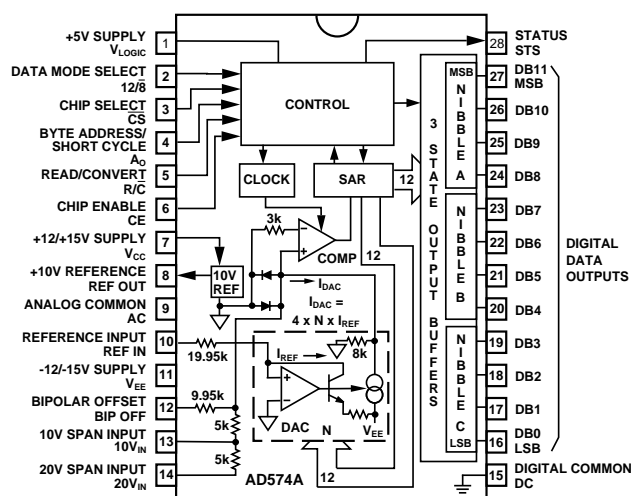 +5V SUPPLY
VLOGIC
1
DATA MODE SELECT
12/8̅
2
CHIP SELECT
C̅S̅
3
BYTE ADDRESS/
SHORT CYCLE
AO
4
READ/CONVERT
R/C̅
5
CHIP ENABLE
CE
6
+12/+15V SUPPLY
VCC
7
+10V REFERENCE
REF OUT
8
ANALOG COMMON
AC
9
REFERENCE INPUT
REF IN
10
-12/-15V SUPPLY
VEE
11
BIPOLAR OFFSET
BIP OFF
12
10V SPAN INPUT
10VIN
13
20V SPAN INPUT
20VIN
14
CONTROL
CLOCK
SAR
12
3k
COMP
12
10V
REF
IDAC
IDAC =
4 x N x IREF
19.95k
IREF
8k
9.95k
5k
5k
DAC
N
VEE
12
AD574A
3 STATE OUTPUT BUFFERS
MSB
NIBBLE A
NIBBLE B
NIBBLE C
LSB
28
STATUS
STS
27
DB11
MSB
26
DB10
25
DB9
24
DB8
23
DB7
22
DB6
21
DB5
20
DB4
19
DB3
18
DB2
17
DB1
16
DB0
LSB
15
DIGITAL COMMON
DC
DIGITAL
DATA
OUTPUTS